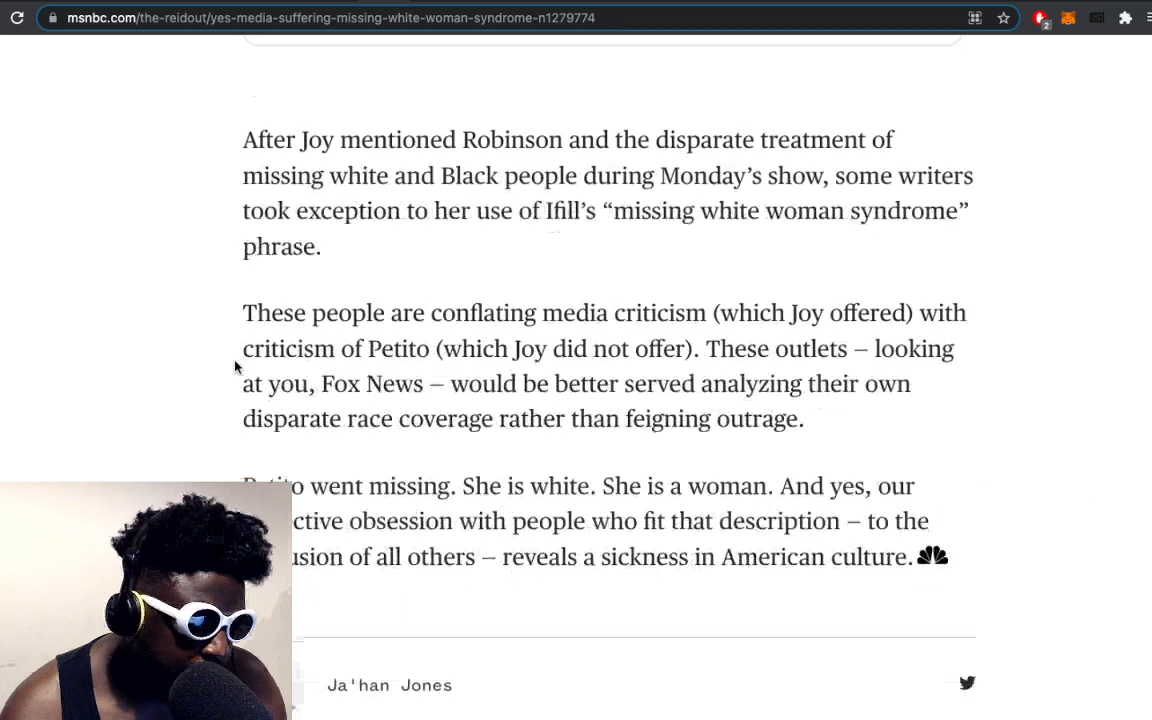 msnbc.com/the-reidout/yes-media-suffering-missing-white-woman-syndrome-n1279774
2
After Joy mentioned Robinson and the disparate treatment of
missing white and Black people during Monday’s show, some writers
took exception to her use of Ifill’s “missing white woman syndrome”
phrase.
These people are conflating media criticism (which Joy offered) with
criticism of Petito (which Joy did not offer). These outlets – looking
at you, Fox News – would be better served analyzing their own
disparate race coverage rather than feigning outrage.
went missing. She is white. She is a woman. And yes, our
obsession with people who fit that description – to the
of all others – reveals a sickness in American culture.
Ja'han Jones